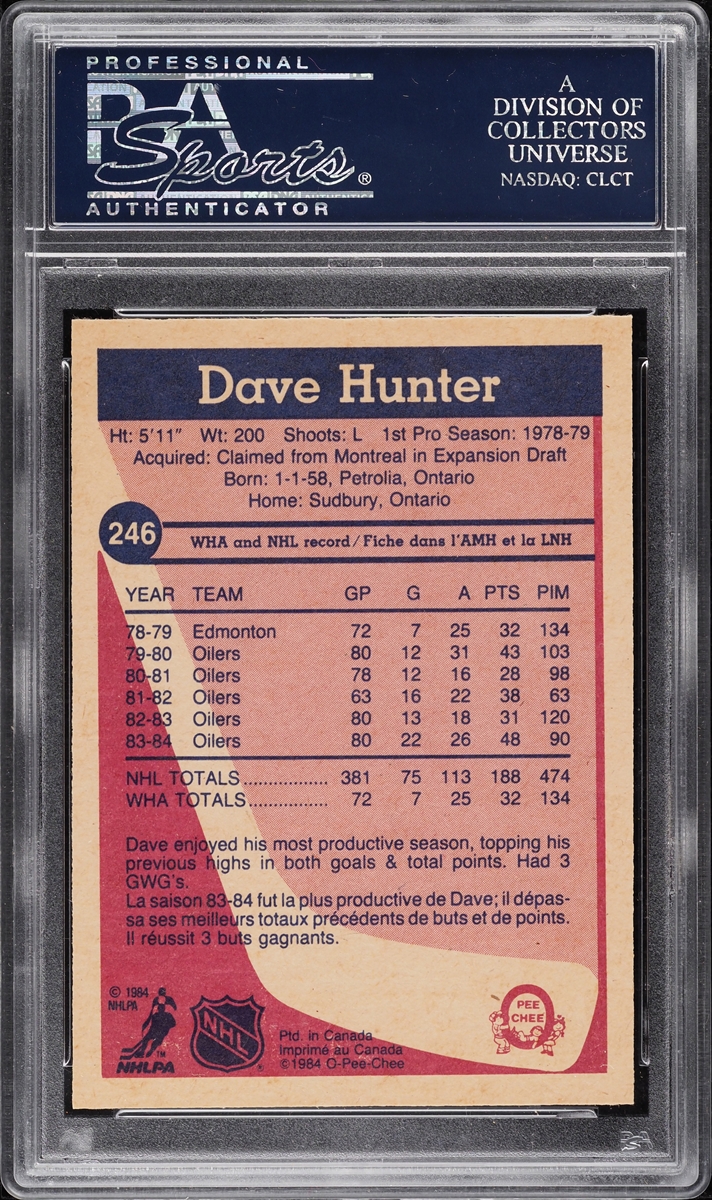 PROFESSIONAL
PSA
Sports®
AUTHENTICATOR
A
DIVISION OF
COLLECTORS
UNIVERSE
NASDAQ: CLCT
Dave Hunter
Ht: 5'11" Wt: 200 Shoots: L 1st Pro Season: 1978-79
Acquired: Claimed from Montreal in Expansion Draft
Born: 1-1-58, Petrolia, Ontario
Home: Sudbury, Ontario
246
WHA and NHL record/Fiche dans l'AMH et la LNH
YEAR TEAM GP G A PTS PIM
78-79 Edmonton 72 7 25 32 134
79-80 Oilers 80 12 31 43 103
80-81 Oilers 78 12 16 28 98
81-82 Oilers 63 16 22 38 63
82-83 Oilers 80 13 18 31 120
83-84 Oilers 80 22 26 48 90
NHL TOTALS................ 381 75 113 188 474
WHA TOTALS............... 72 7 25 32 134
Dave enjoyed his most productive season, topping his
previous highs in both goals & total points. Had 3
GWG's.
La saison 83-84 fut la plus productive de Dave; il dépas-
sa ses meilleurs totaux précédents de buts et de points.
Il réussit 3 buts gagnants.
© 1984
NHLPA
TM
NHLPA
NHL
Ptd. in Canada
Imprimé au Canada
©1984 O-Pee-Chee
O
PEE
CHEE
PSA